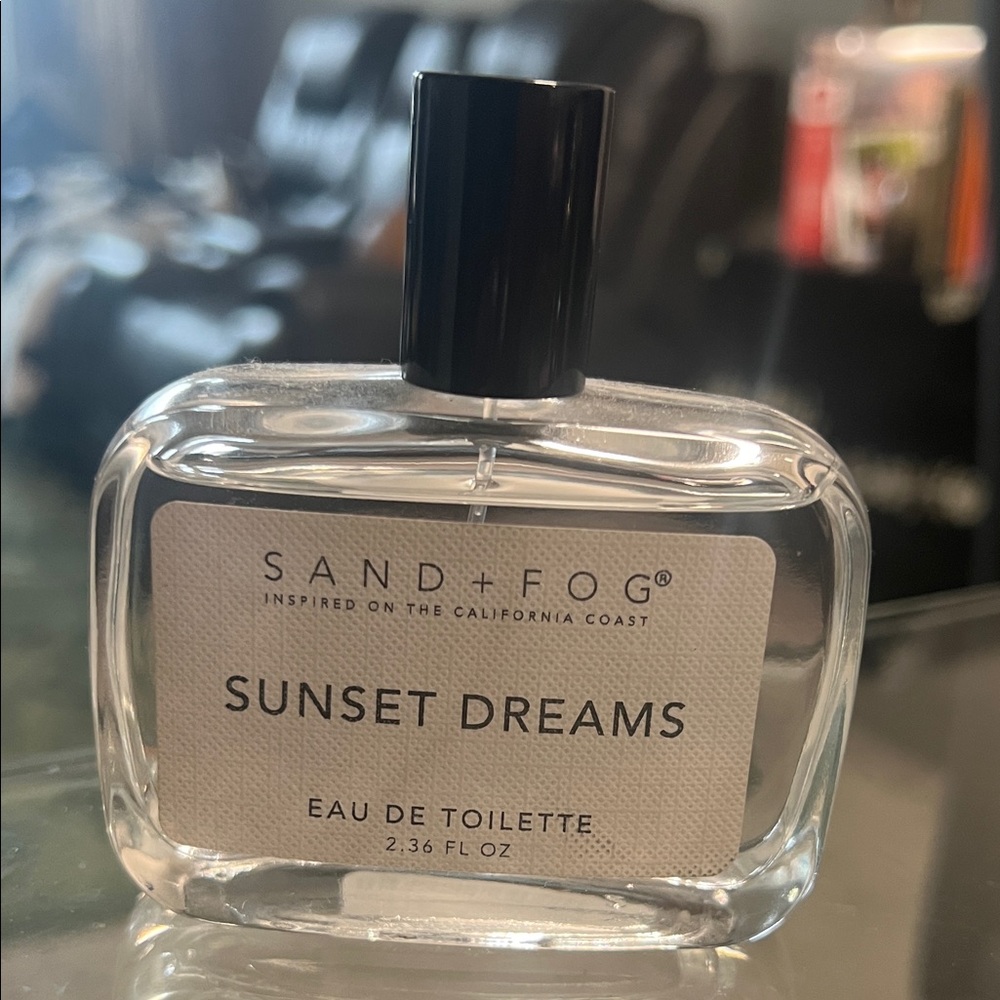 SAND+FOG®
INSPIRED ON THE CALIFORNIA COAST
SUNSET DREAMS
EAU DE TOILETTE
2.36 FL OZ